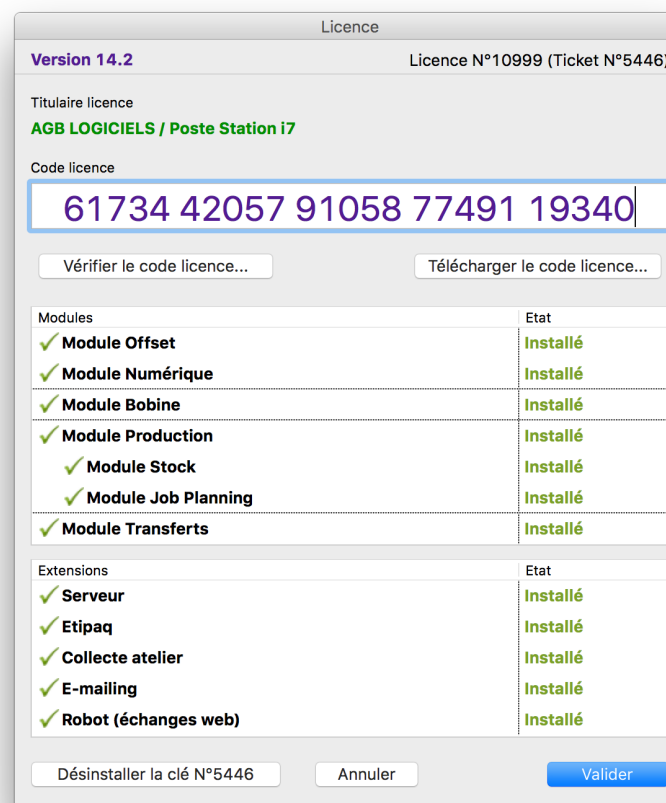 Licence
Version 14.2 Licence N°10999 (Ticket N°5446)
Titulaire licence
AGB LOGICIELS / Poste Station i7
Code licence
61734 42057 91058 77491 19340
Vérifier le code licence... Télécharger le code licence...
Modules Etat
Module Offset Installé
Module Numérique Installé
Module Bobine Installé
Module Production Installé
Module Stock Installé
Module Job Planning Installé
Module Transferts Installé
Extensions Etat
Serveur Installé
Etipaq Installé
Collecte atelier Installé
E-mailing Installé
Robot (échanges web) Installé
Désinstaller la clé N°5446 Annuler Valider